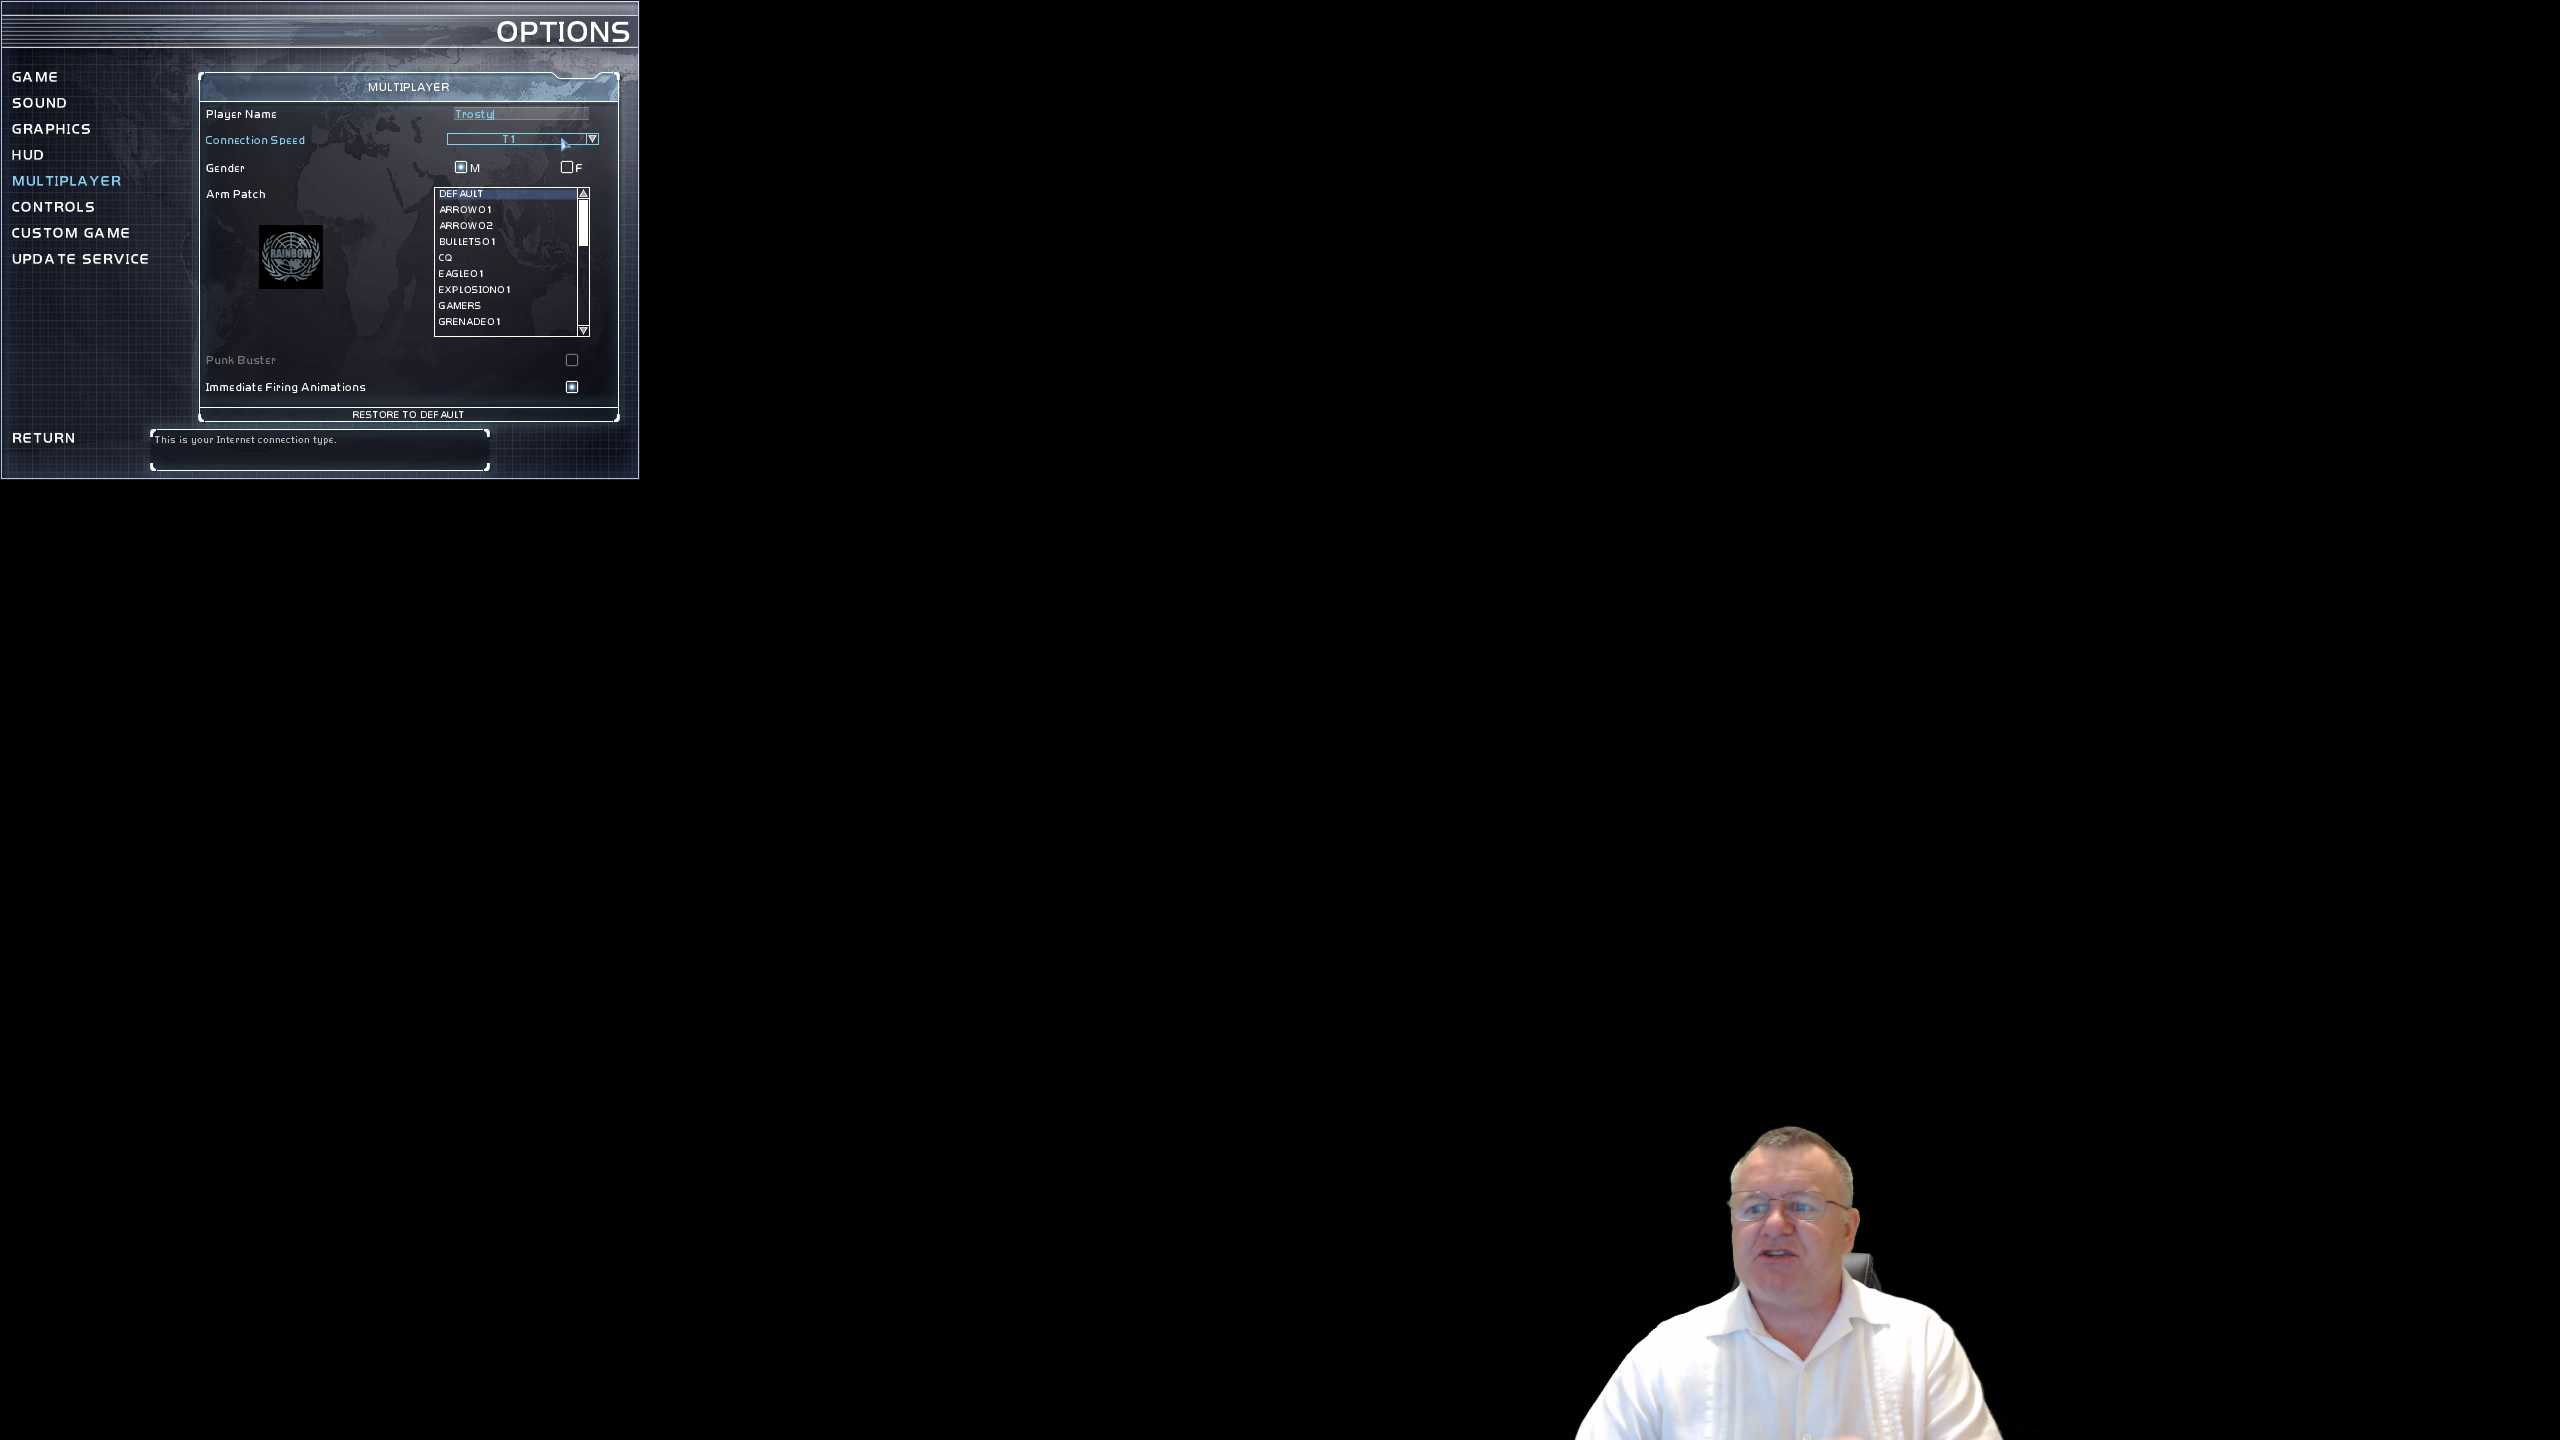 OPTIONS
GAME
SOUND
GRAPHICS
HUD
MULTIPLAYER
CONTROLS
CUSTOM GAME
UPDATE SERVICE
RETURN
MULTIPLAYER
Player Name Trosty
Connection Speed T1
Gender M F
Arm Patch
RAINBOW
DEFAULT
ARROW01
ARROW02
BULLETS01
CQ
EAGLE01
EXPLOSION01
GAMERS
GRENADE01
Punk Buster
Immediate Firing Animations
RESTORE TO DEFAULT
This is your Internet connection type.